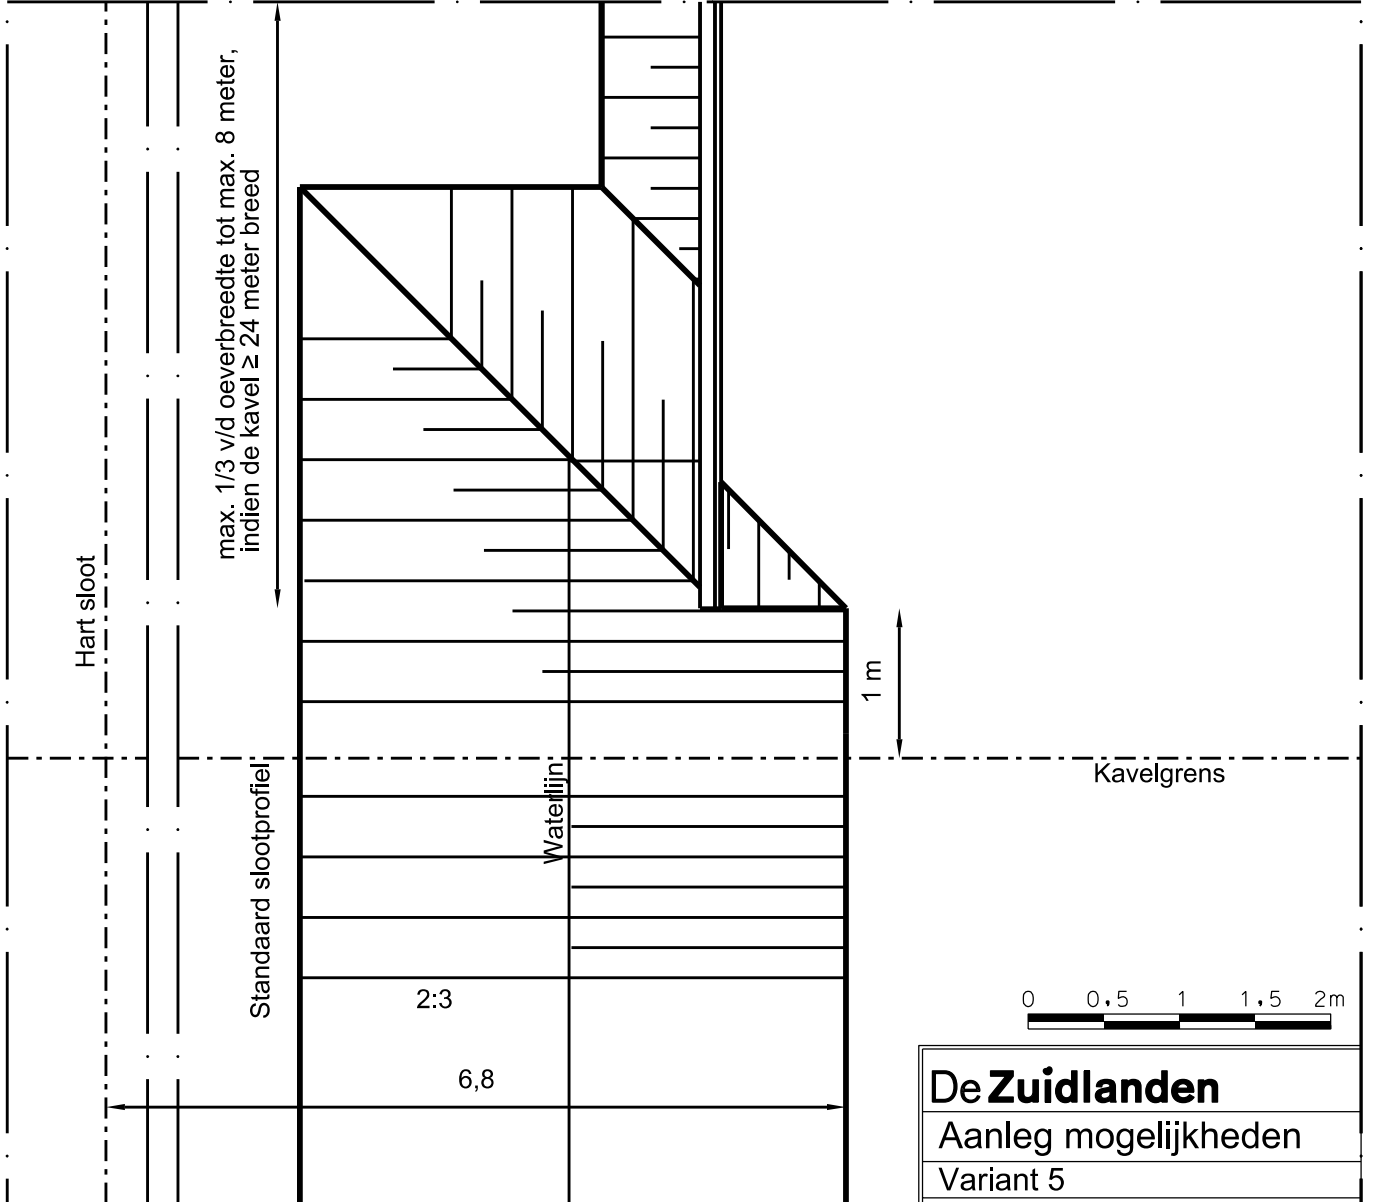 max. 1/3 v/d oeverbreedte tot max. 8 meter,
indien de kavel ≥ 24 meter breed
Hart sloot
1 m
Kavelgrens
Standaard slootprofiel
Waterlijn
2:3
6,8
0 0,5 1 1,5 2m
De Zuidlanden
Aanleg mogelijkheden
Variant 5